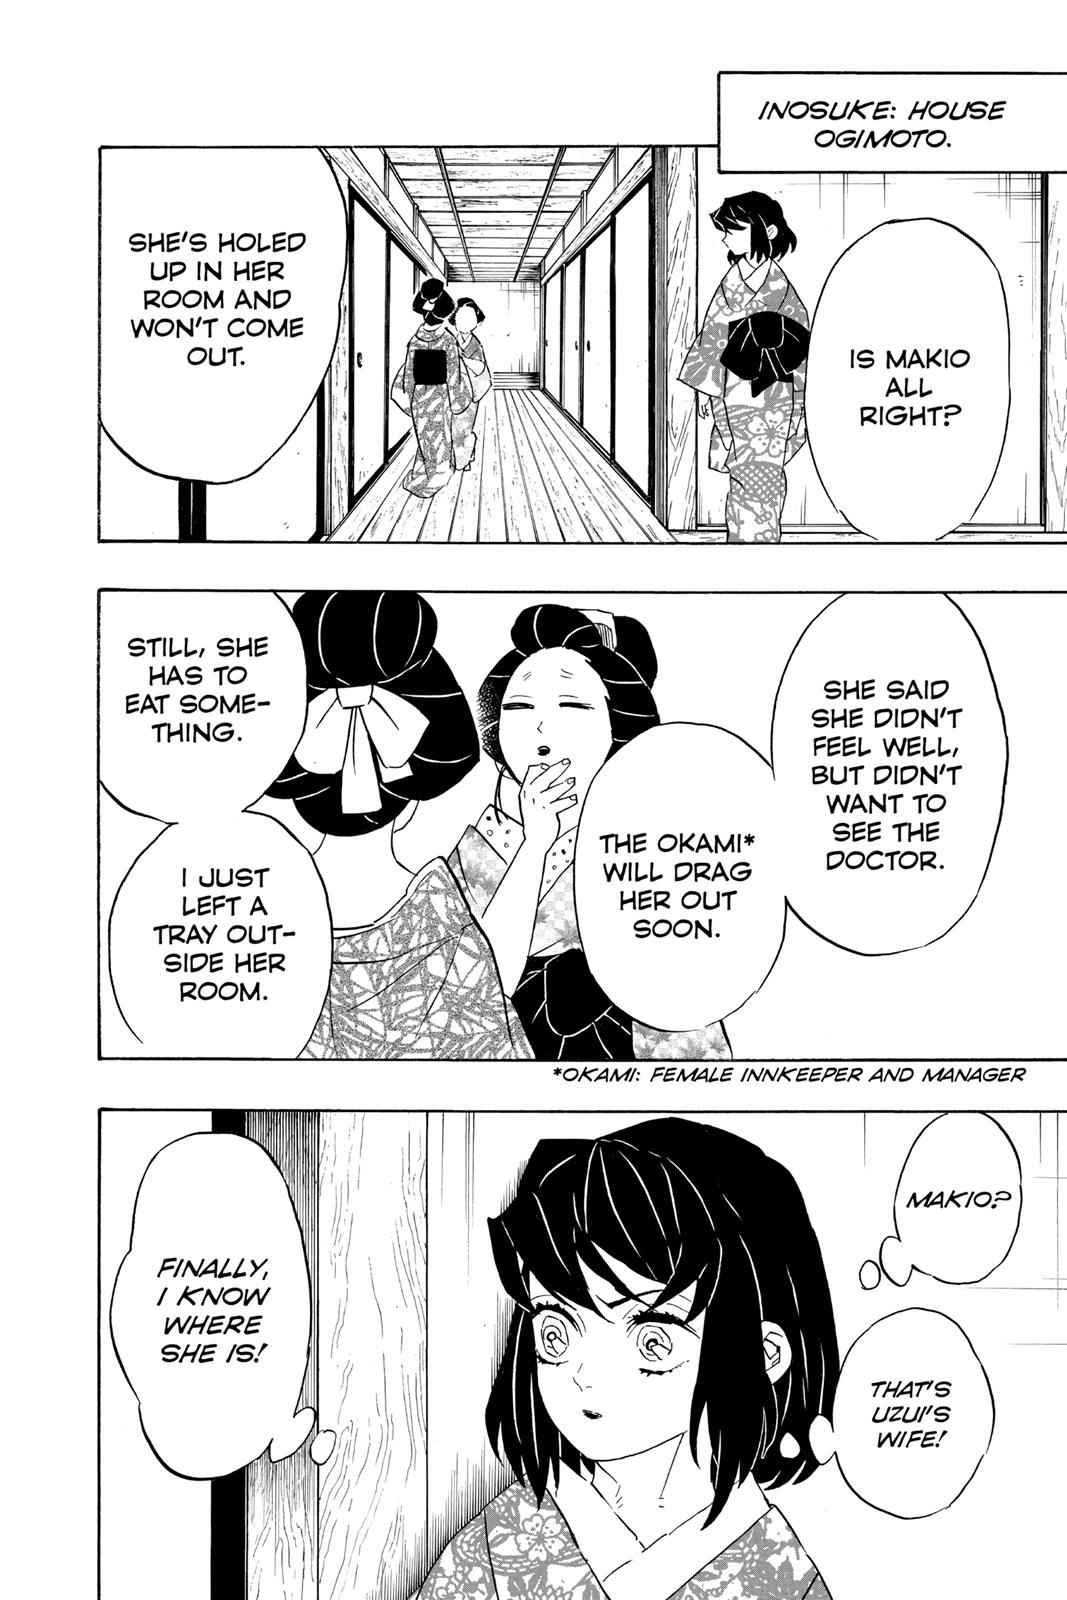 INOSUKE: HOUSE
OGIMOTO.
IS MAKIO
ALL
RIGHT?
SHE'S HOLED
UP IN HER
ROOM AND
WON'T COME
OUT.
SHE SAID
SHE DIDN'T
FEEL WELL,
BUT DIDN'T
WANT TO
SEE THE
DOCTOR.
THE OKAMI*
WILL DRAG
HER OUT
SOON.
STILL, SHE
HAS TO
EAT SOME-
THING.
I JUST
LEFT A
TRAY OUT-
SIDE HER
ROOM.
*OKAMI: FEMALE INNKEEPER AND MANAGER
MAKIO?
THAT'S
UZUI'S
WIFE!
FINALLY,
I KNOW
WHERE
SHE IS!